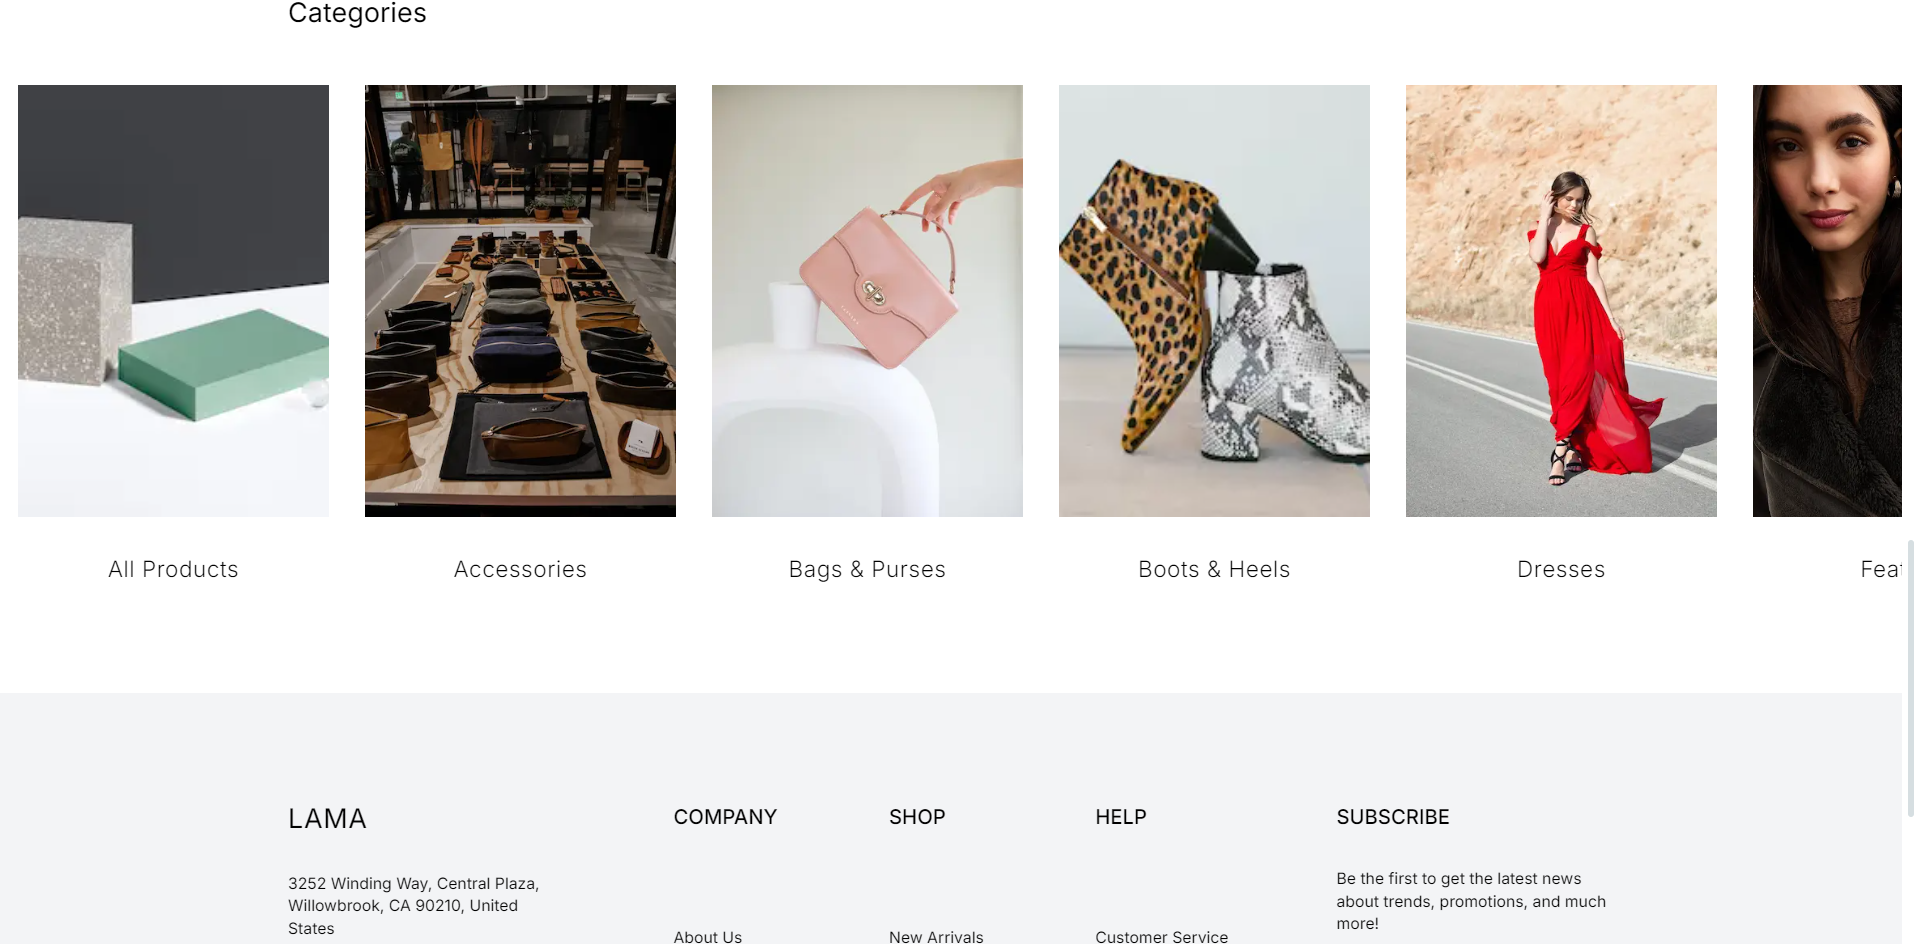 Categories
All Products
Accessories
Bags & Purses
Boots & Heels
Dresses
LAMA
3252 Winding Way, Central Plaza,
Willowbrook, CA 90210, United
States
COMPANY
About Us
SHOP
New Arrivals
HELP
Customer Service
SUBSCRIBE
Be the first to get the latest news
about trends, promotions, and much
more!